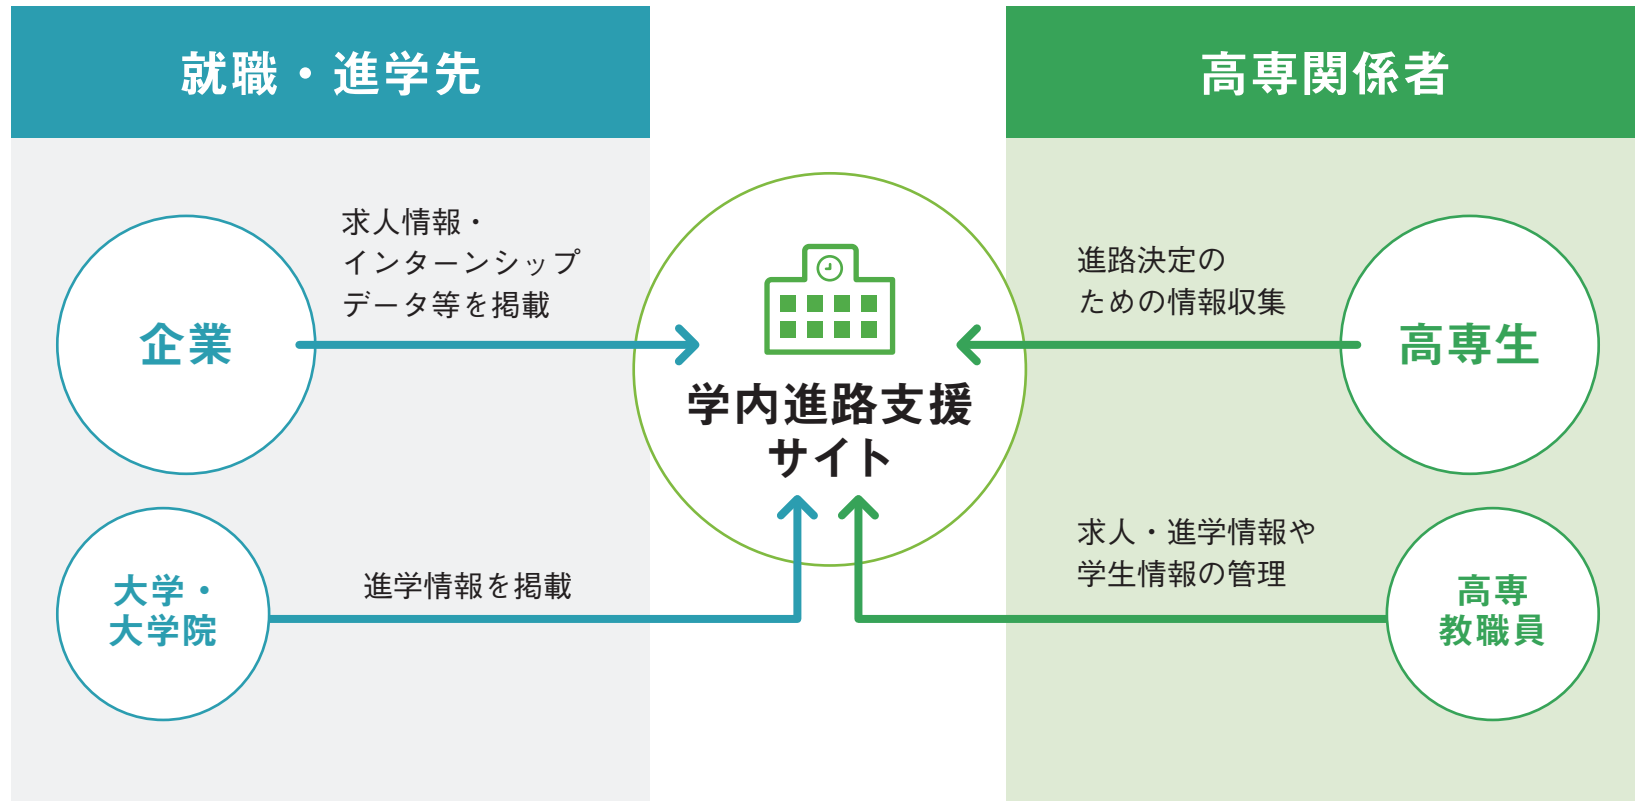 就職・進学先
高専関係者
求人情報・
インターンシップ
データ等を掲載
企業
学内進路支援
サイト
進路決定の
ための情報収集
高専生
大学・
大学院
進学情報を掲載
求人・進学情報や
学生情報の管理
高専
教職員